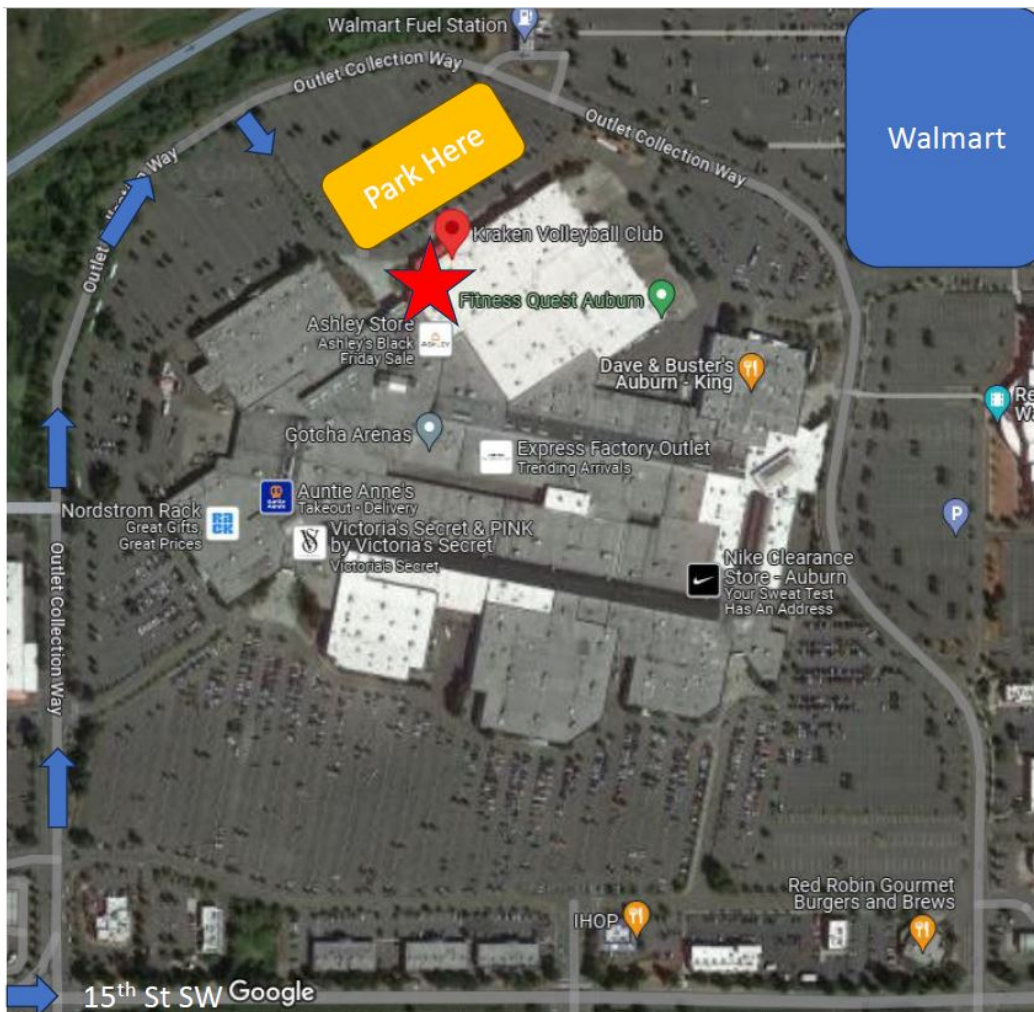 Walmart Fuel Station
Outlet Collection Way
Outlet Collection Way
Walmart
Park Here
Outlet Collection Way
Kraken Volleyball Club
Fitness Quest Auburn
Ashley Store
Ashley's Black
Friday Sale
ASHLEY
Dave & Buster's
Auburn - King
Re
Wa
Gotcha Arenas
Express Factory Outlet
Trending Arrivals
Auntie Anne's
Takeout • Delivery
Nordstrom Rack
Great Gifts,
Great Prices
Victoria's Secret & PINK
by Victoria's Secret
Victoria's Secret
P
Nike Clearance
Store - Auburn
Your Sweat Test
Has An Address
Outlet Collection Way
Red Robin Gourmet
Burgers and Brews
IHOP
15th St SW Google